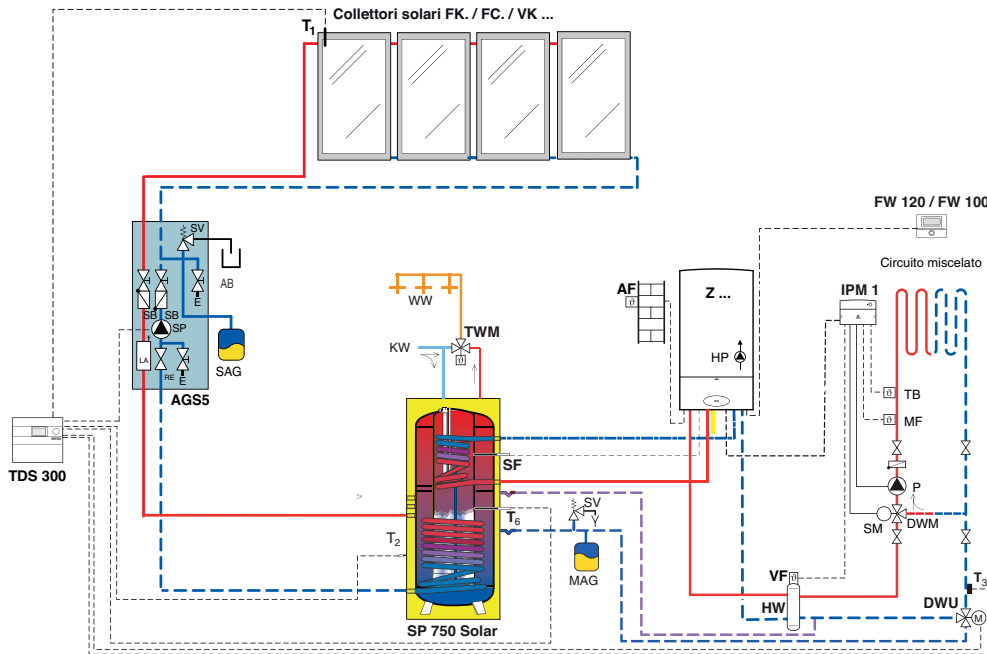 Collettori solari FK. / FC. / VK ...
T1
FW 120 / FW 100
SV
AB
Circuito miscelato
AF
Z ...
IPM 1
WW
E
SB SB
SP
TWM
KW
HP
SAG
LA
RE
E
TB
AGS5
MF
TDS 300
SF
P
SV
T6
SM
DWM
T2
MAG
VF
T3
HW
DWU
M
SP 750 Solar